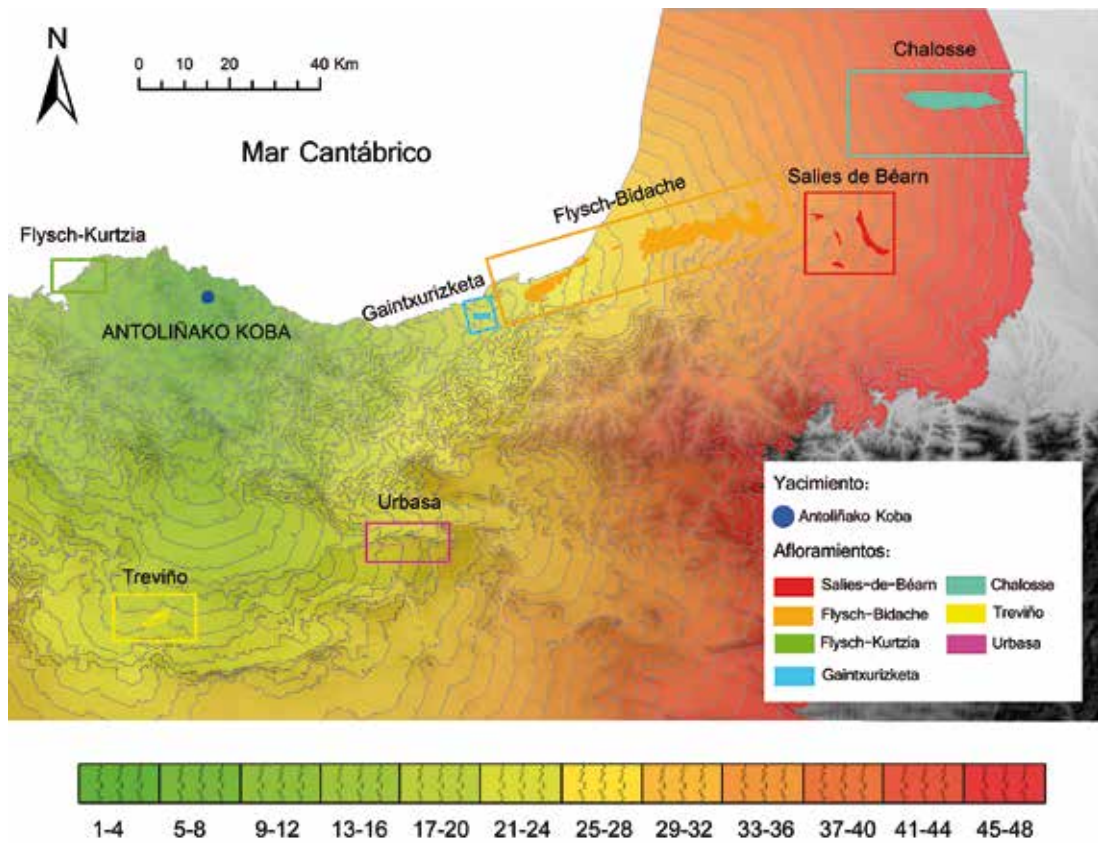 N
0 10 20 40 Km
Mar Cantábrico
Chalosse
Salies de Béarn
Flysch-Bidache
Flysch-Kurtzia
Gaintxurizketa
ANTOLIÑAKO KOBA
Urbasa
Treviño
Yacimiento:
Antoliñako Koba
Afloramientos:
Salies-de-Béarn
Flysch-Bidache
Flysch-Kurtzia
Gaintxurizketa
Chalosse
Treviño
Urbasa
1-4 5-8 9-12 13-16 17-20 21-24 25-28 29-32 33-36 37-40 41-44 45-48